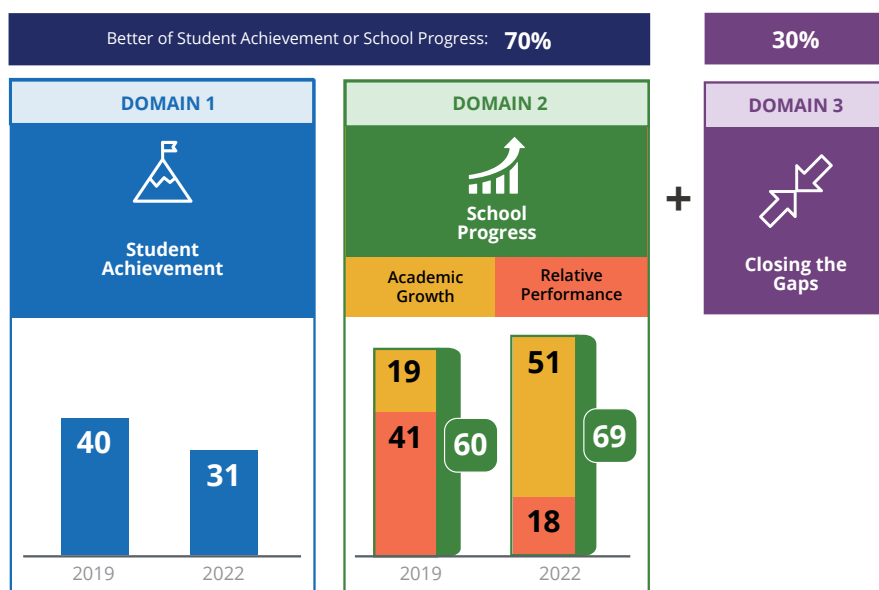 Better of Student Achievement or School Progress: 70%
30%
DOMAIN 1
Student
Achievement
40
31
2019
2022
DOMAIN 2
School
Progress
Academic
Growth
Relative
Performance
19
41
60
51
18
69
2019
2022
+
DOMAIN 3
Closing the
Gaps